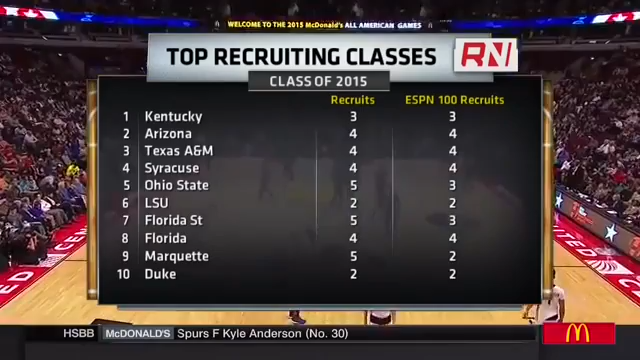 WELCOME TO THE 2015 McDonald's ALL AMERICAN GAMES
TOP RECRUITING CLASSES RN
CLASS OF 2015
Recruits ESPN 100 Recruits
1 Kentucky 3 3
2 Arizona 4 4
3 Texas A&M 4 4
4 Syracuse 4 4
5 Ohio State 5 3
6 LSU 2 2
7 Florida St 5 3
8 Florida 4 4
9 Marquette 5 2
10 Duke 2 2
HSBB McDONALD'S Spurs F Kyle Anderson (No. 30)